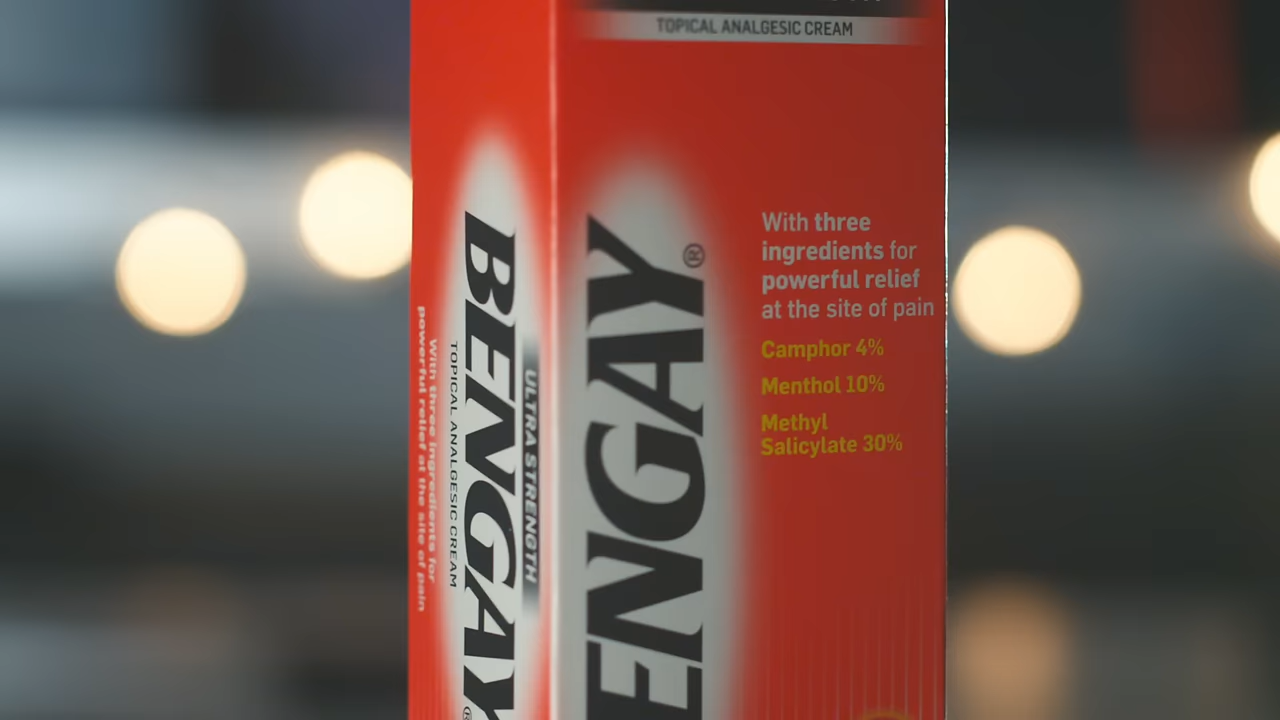 TOPICAL ANALGESIC CREAM
With three
ingredients for
powerful relief
at the site of pain
Camphor 4%
Menthol 10%
Methyl
Salicylate 30%
ENGAY®
ULTRA STRENGTH
BENGAY®
TOPICAL ANALGESIC CREAM
With three ingredients for
powerful relief at the site of pain